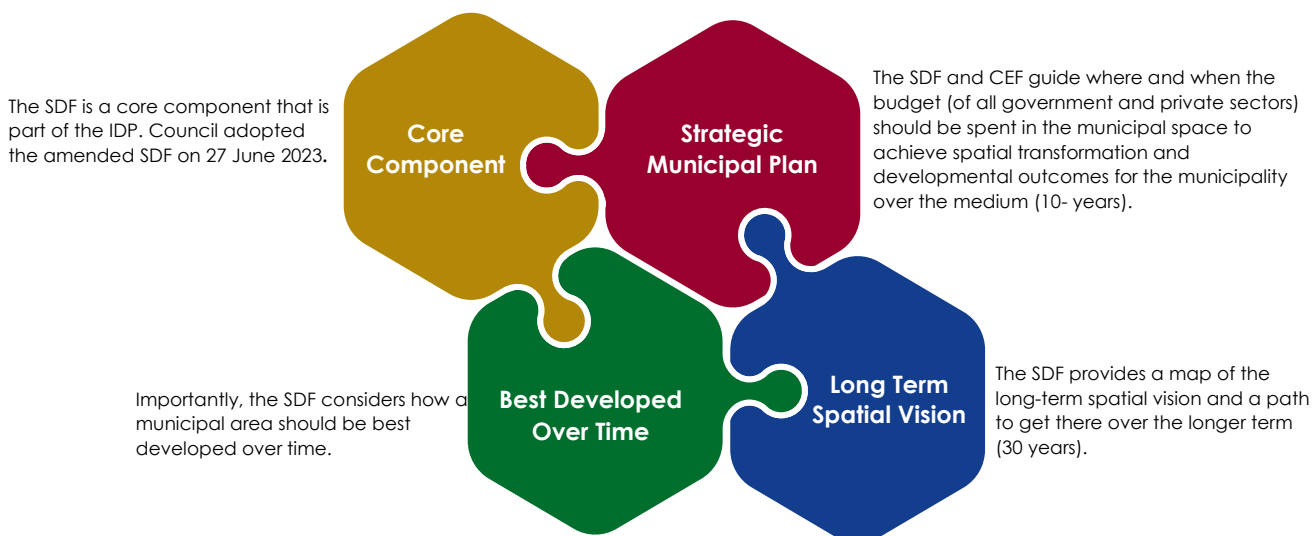 The SDF is a core component that is
part of the IDP. Council adopted
the amended SDF on 27 June 2023.
Core
Component
Strategic
Municipal Plan
The SDF and CEF guide where and when the
budget (of all government and private sectors)
should be spent in the municipal space to
achieve spatial transformation and
developmental outcomes for the municipality
over the medium (10- years).
Importantly, the SDF considers how a
municipal area should be best
developed over time.
Best Developed
Over Time
Long Term
Spatial Vision
The SDF provides a map of the
long-term spatial vision and a path
to get there over the longer term
(30 years).